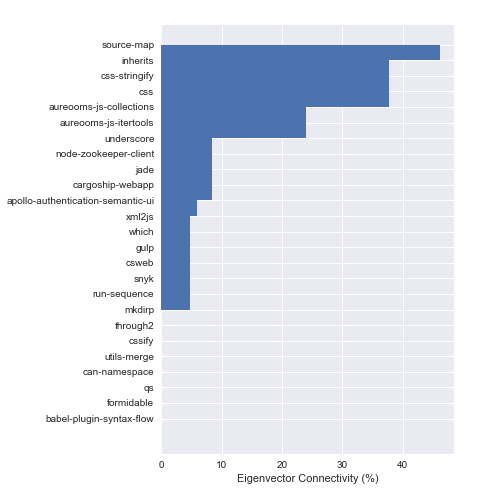 source-map
inherits
css-stringify
css
aureooms-js-collections
aureooms-js-itertools
underscore
node-zookeeper-client
jade
cargoship-webapp
apollo-authentication-semantic-ui
xml2js
which
gulp
csweb
snyk
run-sequence
mkdirp
through2
cssify
utils-merge
can-namespace
qs
formidable
babel-plugin-syntax-flow
0 10 20 30 40
Eigenvector Connectivity (%)